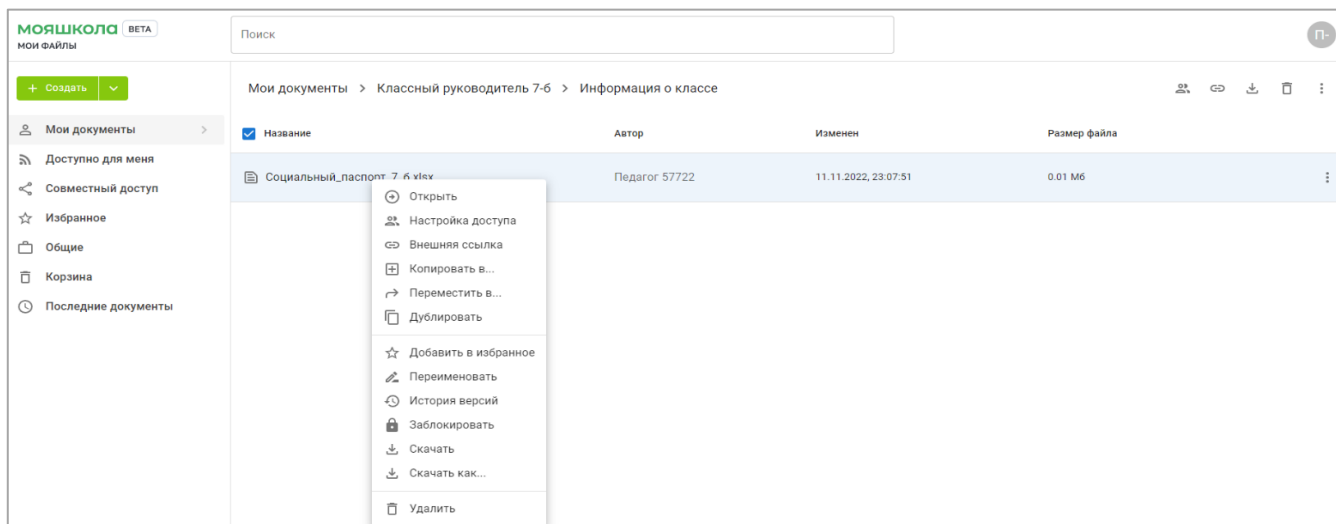 МОЯШКОЛА BETA
МОИ ФАЙЛЫ
Поиск
П-
+ Создать
Мои документы > Классный руководитель 7-б > Информация о классе
Мои документы
Доступно для меня
Совместный доступ
Избранное
Общие
Корзина
Последние документы
Название Автор Изменен Размер файла
Социальный_паспорт_7_б.xlsx Педагог 57722 11.11.2022, 23:07:51 0.01 Мб
Открыть
Настройка доступа
Внешняя ссылка
Копировать в...
Переместить в...
Дублировать
Добавить в избранное
Переименовать
История версий
Заблокировать
Скачать
Скачать как...
Удалить